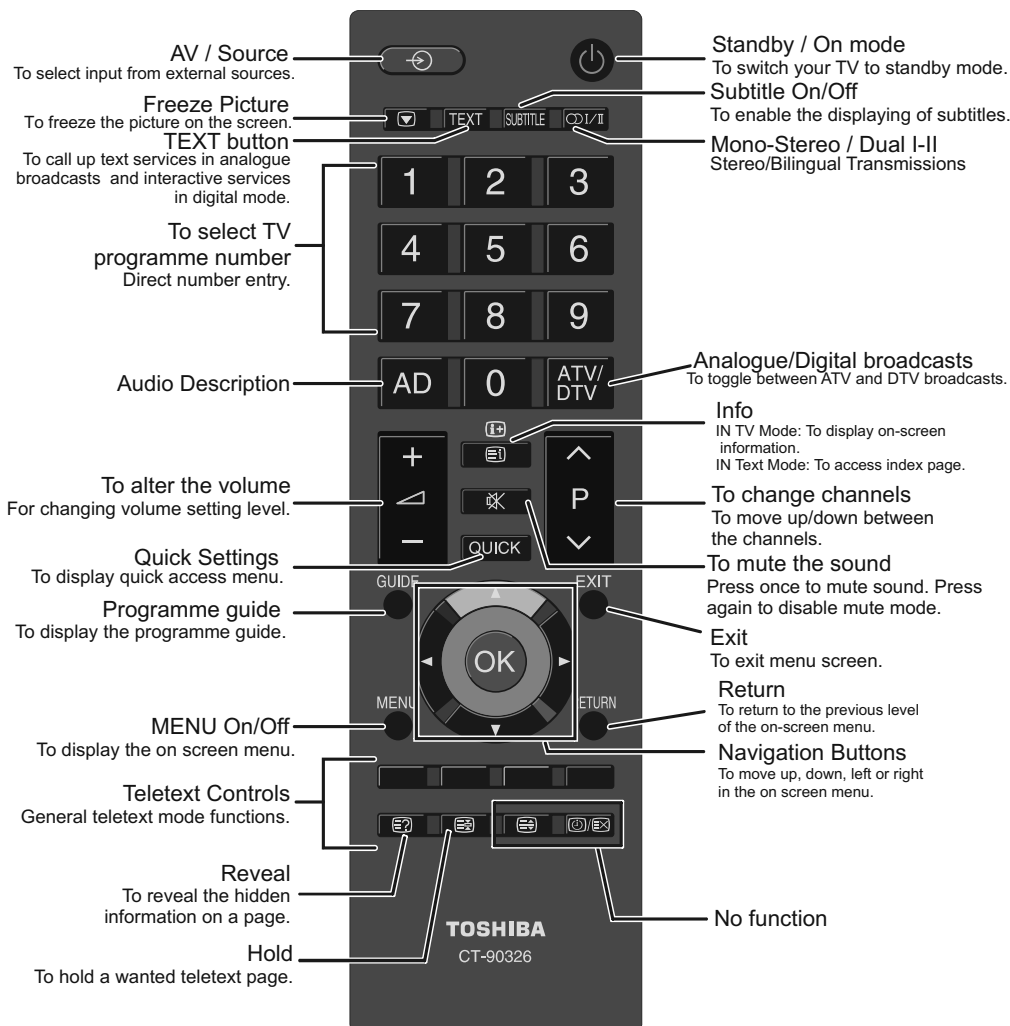 AV / Source
To select input from external sources.
Freeze Picture
To freeze the picture on the screen.
TEXT button
To call up text services in analogue
broadcasts and interactive services
in digital mode.
To select TV
programme number
Direct number entry.
Audio Description
To alter the volume
For changing volume setting level.
Quick Settings
To display quick access menu.
Programme guide
To display the programme guide.
MENU On/Off
To display the on screen menu.
Teletext Controls
General teletext mode functions.
Reveal
To reveal the hidden
information on a page.
Hold
To hold a wanted teletext page.
TEXT
SUBTITLE
I/II
1 2 3
4 5 6
7 8 9
AD 0 ATV/
DTV
i+
i
+
P
–
QUICK
GUIDE
EXIT
OK
MENU
ETURN
?
TOSHIBA
CT-90326
Standby / On mode
To switch your TV to standby mode.
Subtitle On/Off
To enable the displaying of subtitles.
Mono-Stereo / Dual I-II
Stereo/Bilingual Transmissions
Analogue/Digital broadcasts
To toggle between ATV and DTV broadcasts.
Info
IN TV Mode: To display on-screen
information.
IN Text Mode: To access index page.
To change channels
To move up/down between
the channels.
To mute the sound
Press once to mute sound. Press
again to disable mute mode.
Exit
To exit menu screen.
Return
To return to the previous level
of the on-screen menu.
Navigation Buttons
To move up, down, left or right
in the on screen menu.
No function